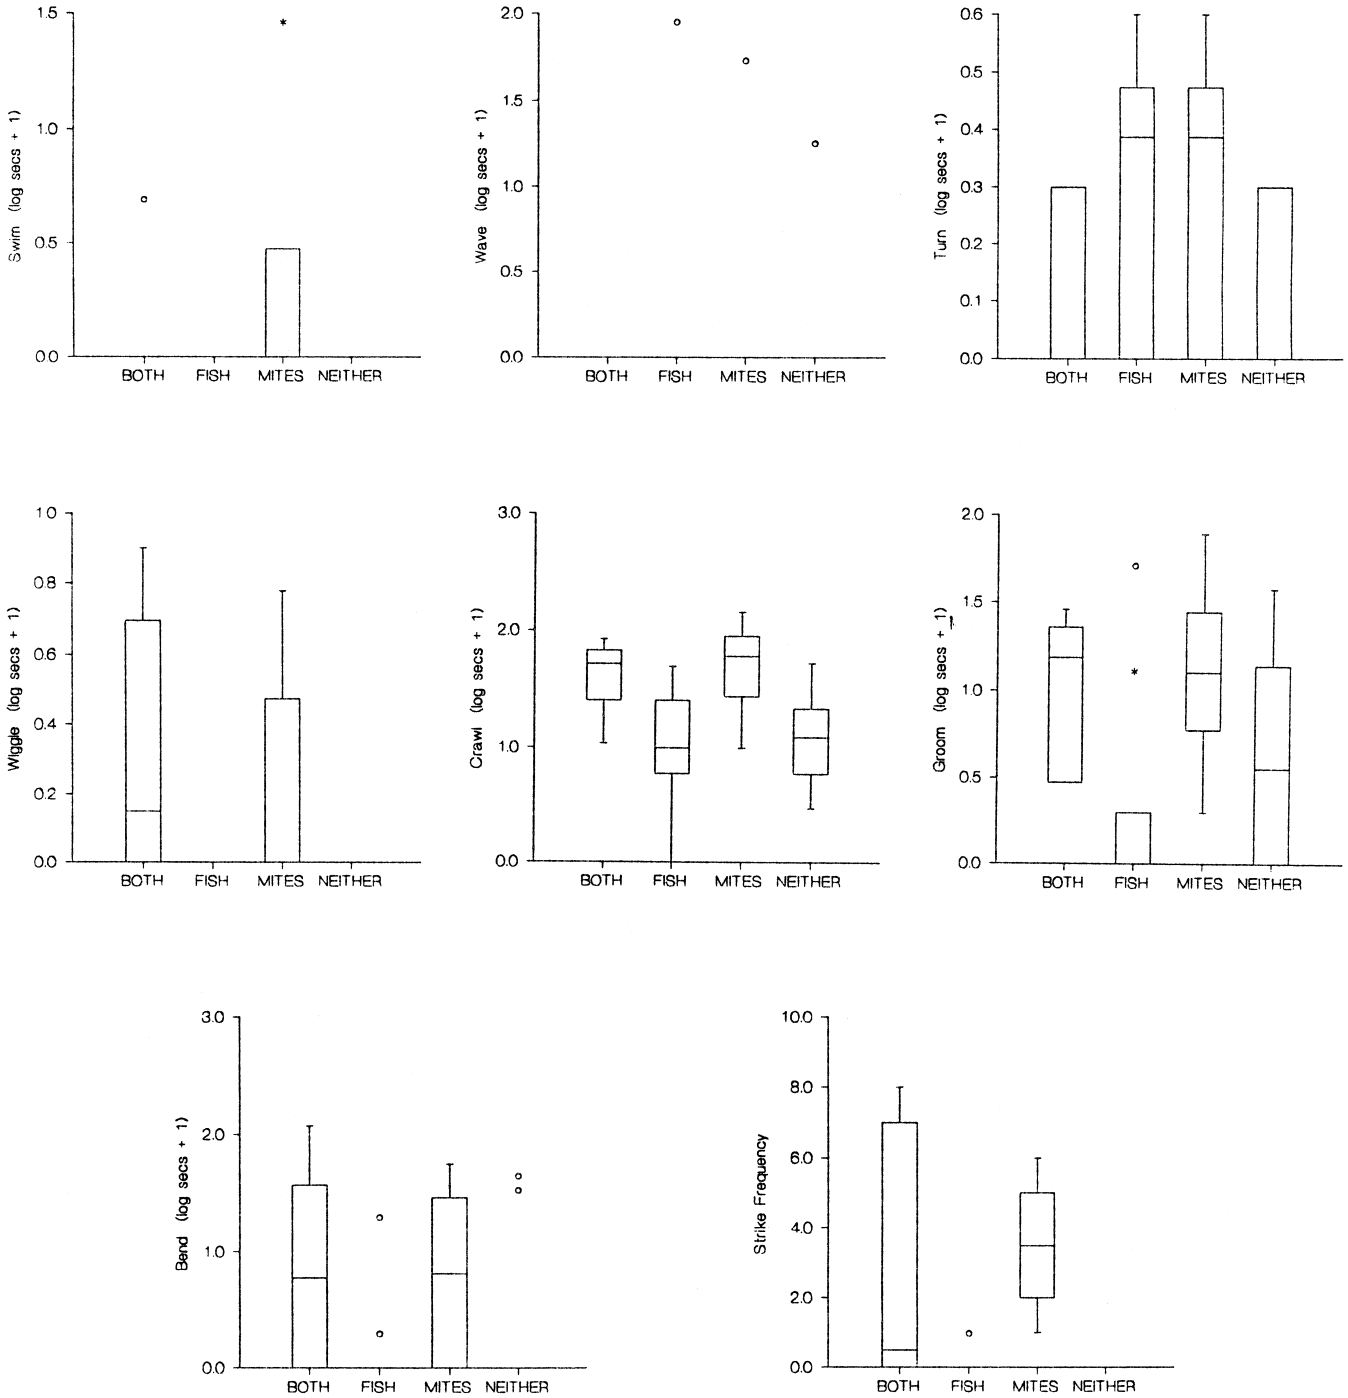 Swim (log secs + 1)
1.5
1.0
0.5
0.0
BOTH FISH MITES NEITHER
Wave (log secs + 1)
2.0
1.5
1.0
0.5
0.0
BOTH FISH MITES NEITHER
Turn (log secs + 1)
0.6
0.5
0.4
0.3
0.2
0.1
0.0
BOTH FISH MITES NEITHER
Wiggle (log secs + 1)
1.0
0.8
0.6
0.4
0.2
0.0
BOTH FISH MITES NEITHER
Crawl (log secs + 1)
3.0
2.0
1.0
0.0
BOTH FISH MITES NEITHER
Groom (log secs + 1)
2.0
1.5
1.0
0.5
0.0
BOTH FISH MITES NEITHER
Bend (log secs + 1)
3.0
2.0
1.0
0.0
BOTH FISH MITES NEITHER
Strike Frequency
10.0
8.0
6.0
4.0
2.0
0.0
BOTH FISH MITES NEITHER